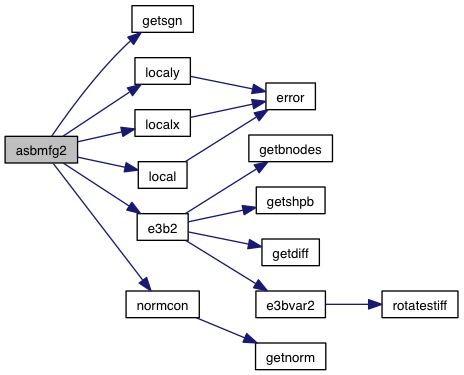 getsgn
localy
error
localx
asbmfg2
getbnodes
local
getshpb
e3b2
getdiff
normcon
e3bvar2
rotatestiff
getnorm